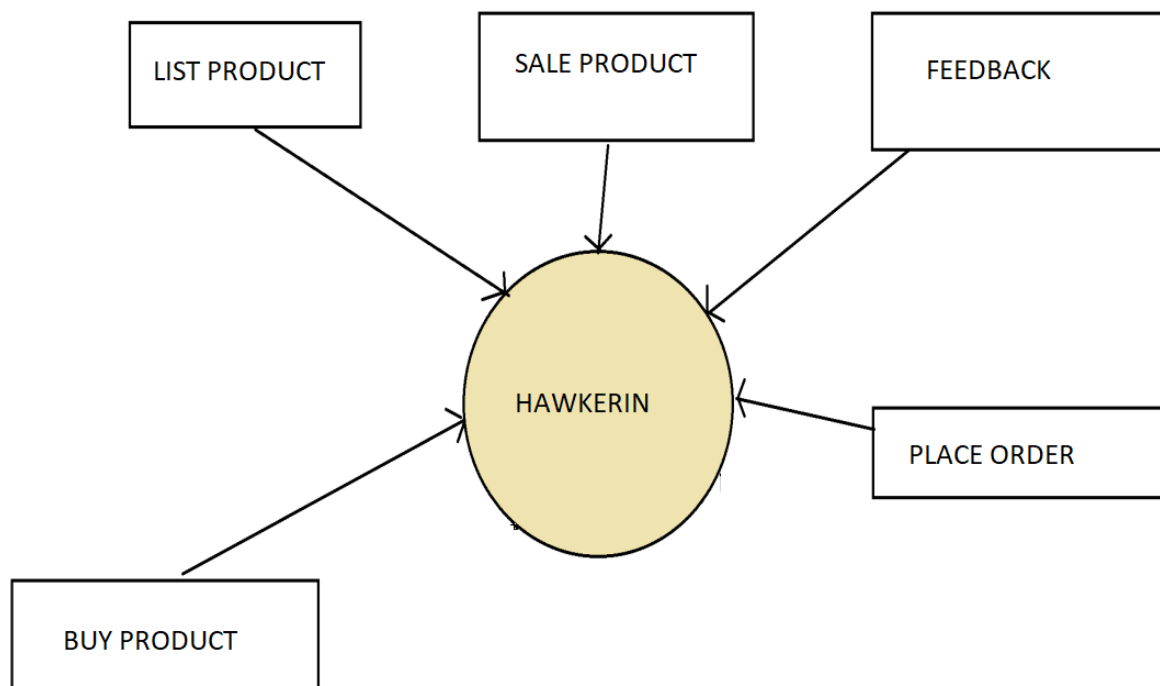 LIST PRODUCT
SALE PRODUCT
FEEDBACK
HAWKERIN
PLACE ORDER
BUY PRODUCT